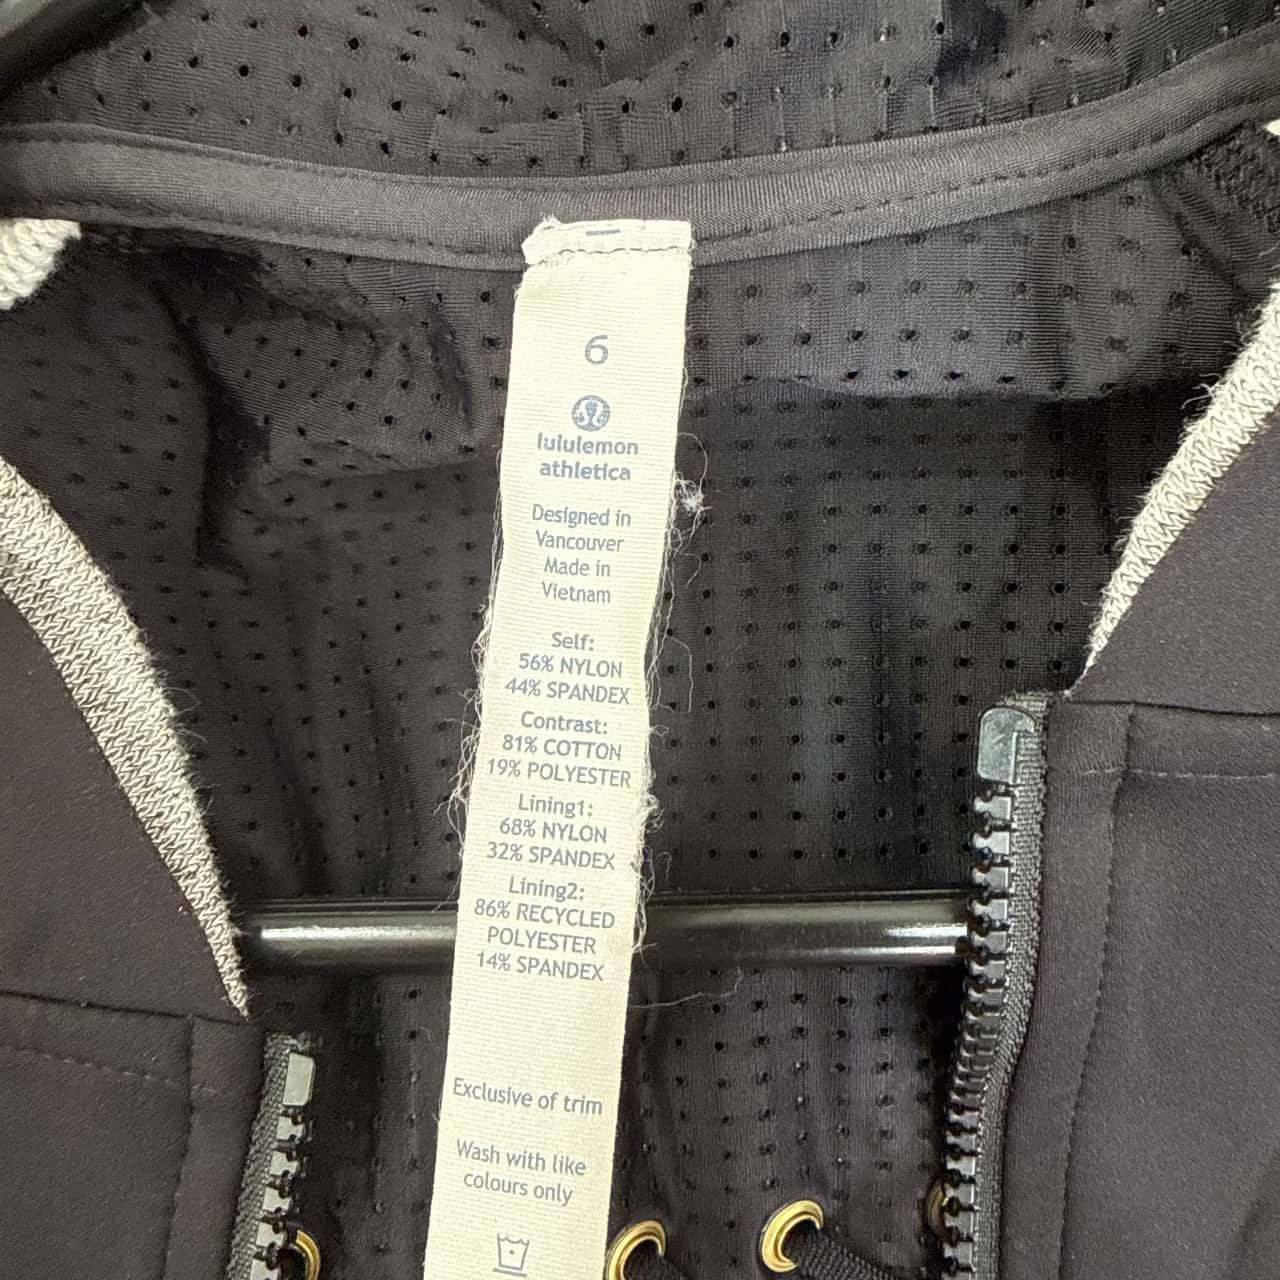 6
lululemon
athletica
Designed in
Vancouver
Made in
Vietnam
Self:
56% NYLON
44% SPANDEX
Contrast:
81% COTTON
19% POLYESTER
Lining1:
68% NYLON
32% SPANDEX
Lining2:
86% RECYCLED
POLYESTER
14% SPANDEX
Exclusive of trim
Wash with like
colours only